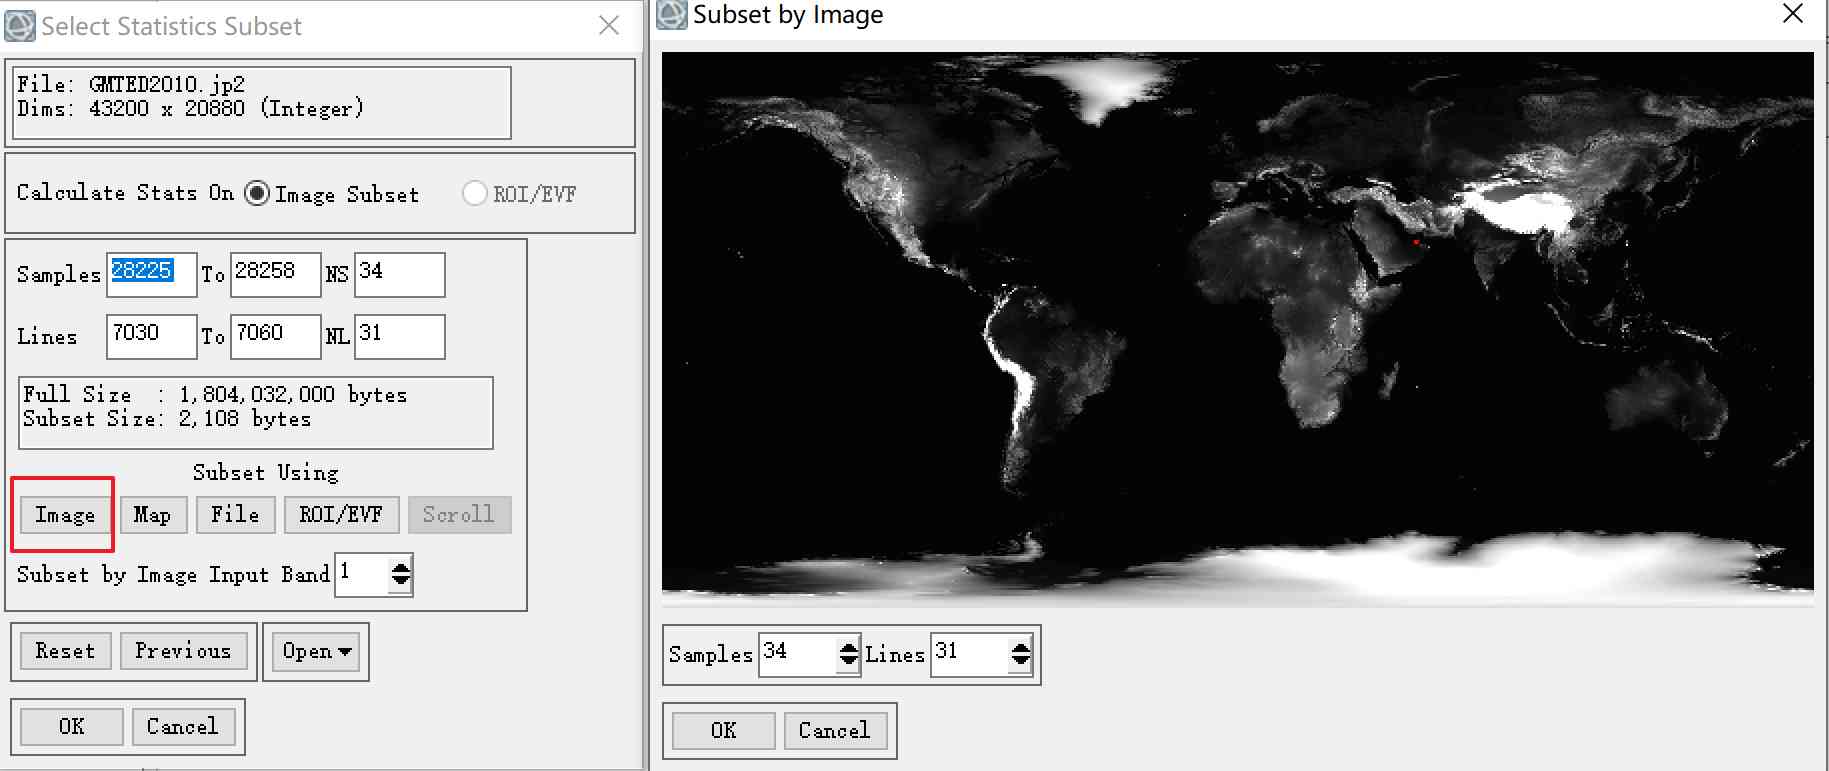 Select Statistics Subset
File: GMTED2010.jp2
Dims: 43200 x 20880 (Integer)
Calculate Stats On Image Subset ROI/EVF
Samples 28225 To 28258 NS 34
Lines 7030 To 7060 NL 31
Full Size : 1,804,032,000 bytes
Subset Size: 2,108 bytes
Subset Using
Image Map File ROI/EVF Scroll
Subset by Image Input Band 1
Reset Previous Open
OK Cancel
Subset by Image
Samples 34 Lines 31
OK Cancel